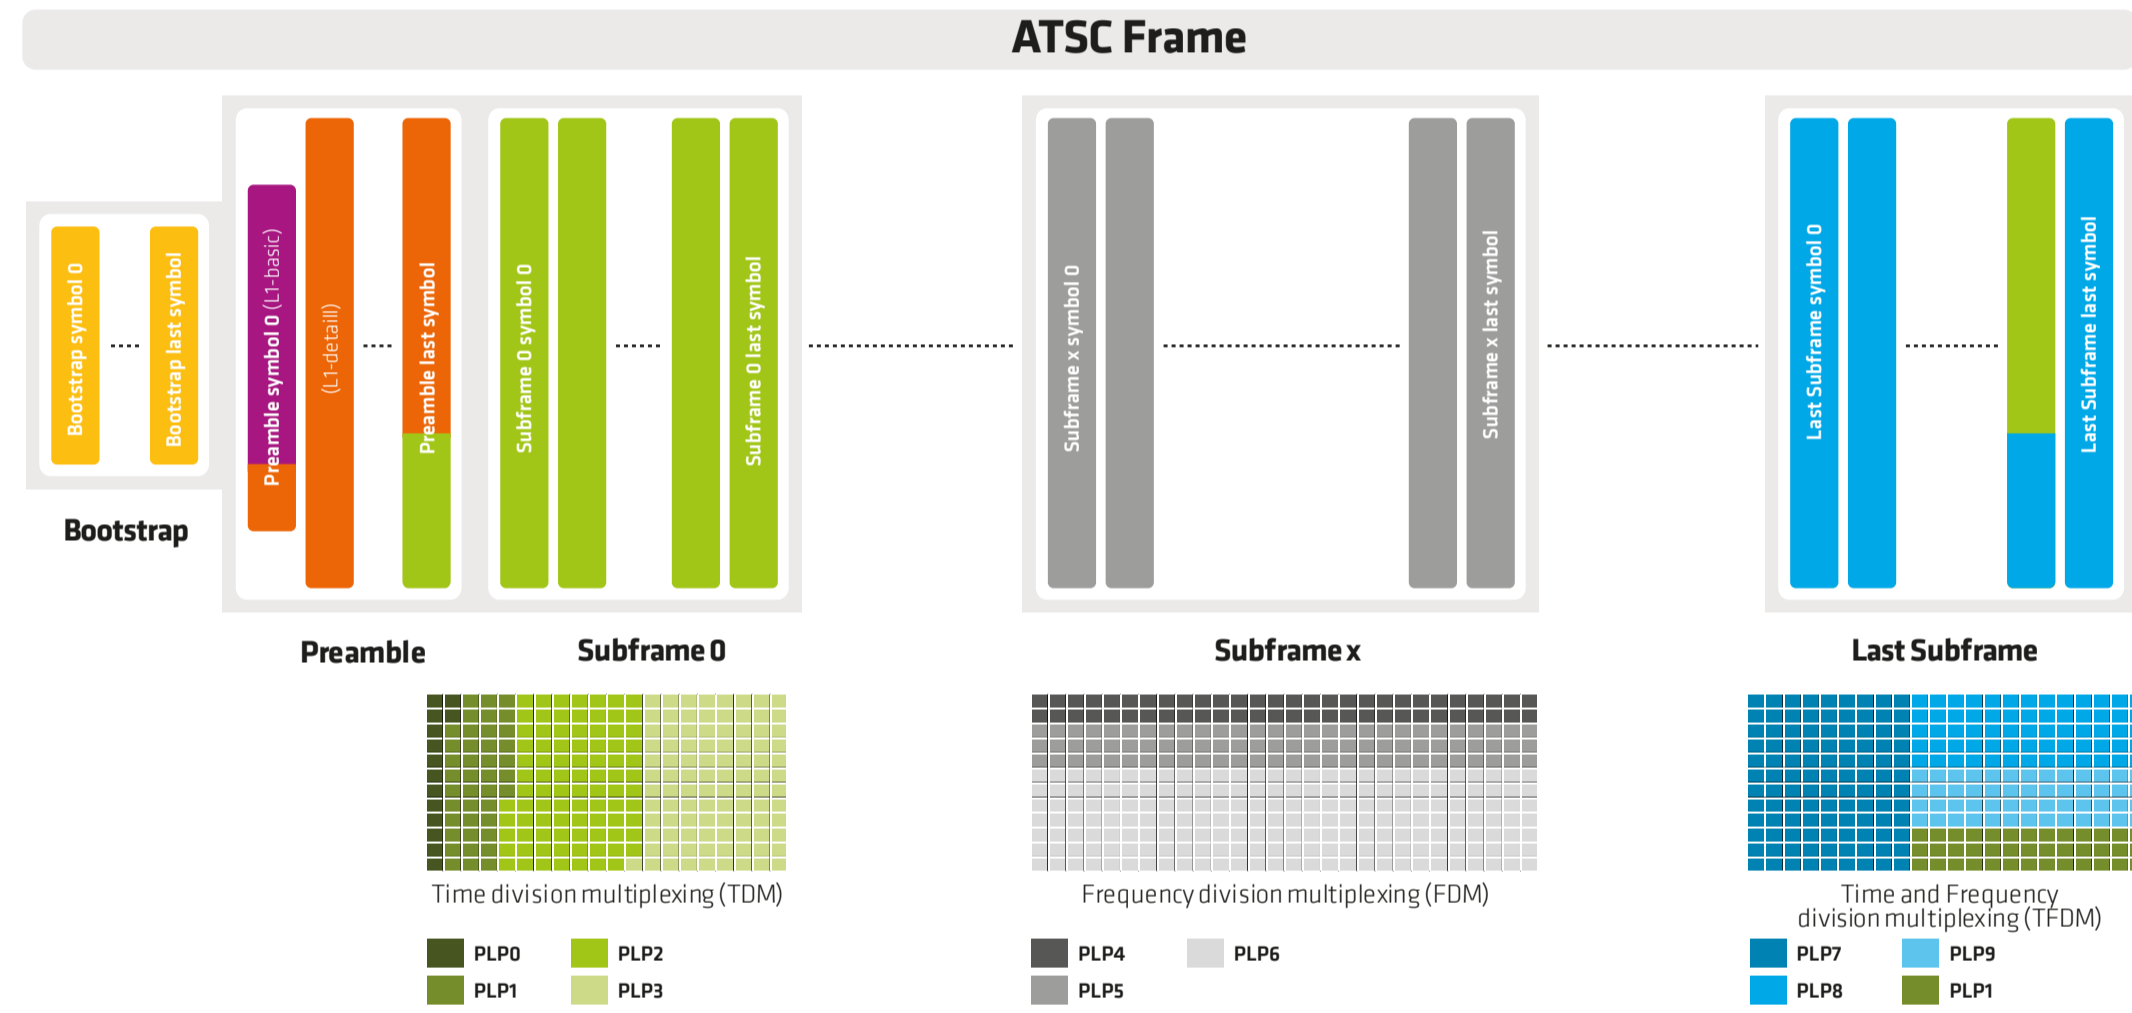 ATSC Frame
Bootstrap symbol 0
Bootstrap last symbol
Preamble symbol 0 (L1-basic)
(L1-detaill)
Preamble last symbol
Subframe 0 symbol 0
Subframe 0 last symbol
Subframe x symbol 0
Subframe x last symbol
Last Subframe symbol 0
Last Subframe last symbol
Bootstrap
Preamble
Subframe 0
Subframe x
Last Subframe
Time division multiplexing (TDM)
PLP0
PLP2
PLP1
PLP3
Frequency division multiplexing (FDM)
PLP4
PLP6
PLP5
Time and Frequency
division multiplexing (TFDM)
PLP7
PLP9
PLP8
PLP1